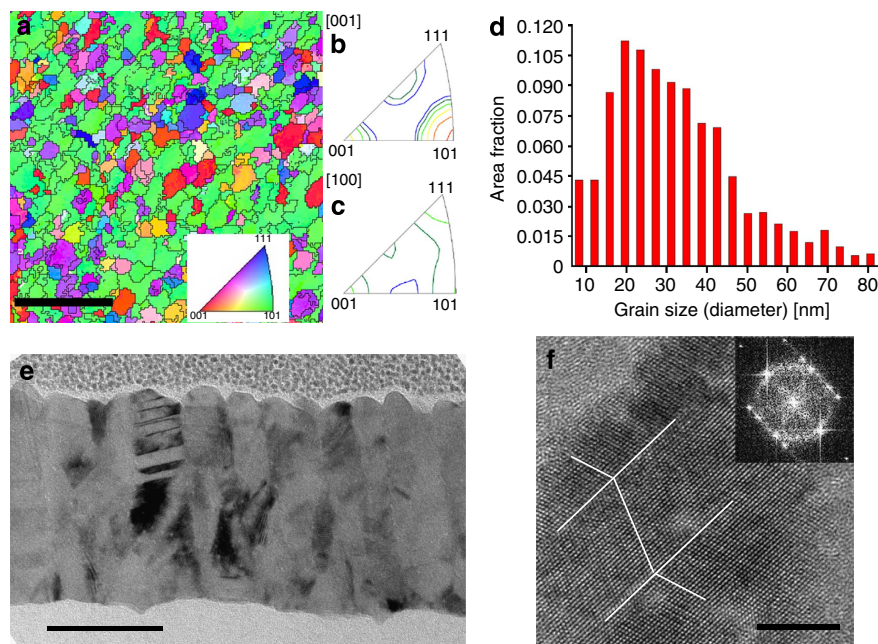 a
[001]
b
111
001
101
[100]
c
111
001
101
111
001
101
d
0.120
0.105
0.090
0.075
0.060
0.045
0.030
0.015
0
Area fraction
10 20 30 40 50 60 70 80
Grain size (diameter) [nm]
e
f